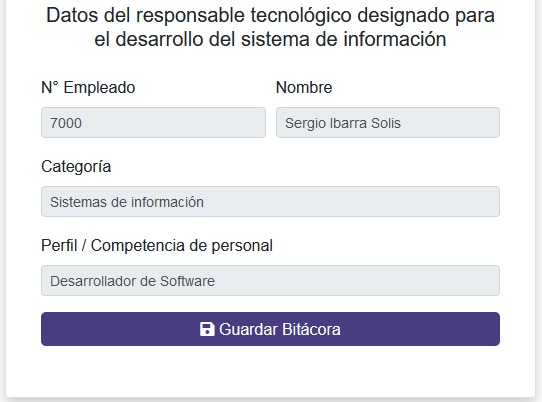 Datos del responsable tecnológico designado para
el desarrollo del sistema de información
N° Empleado
Nombre
7000
Sergio Ibarra Solis
Categoría
Sistemas de información
Perfil / Competencia de personal
Desarrollador de Software
Guardar Bitácora